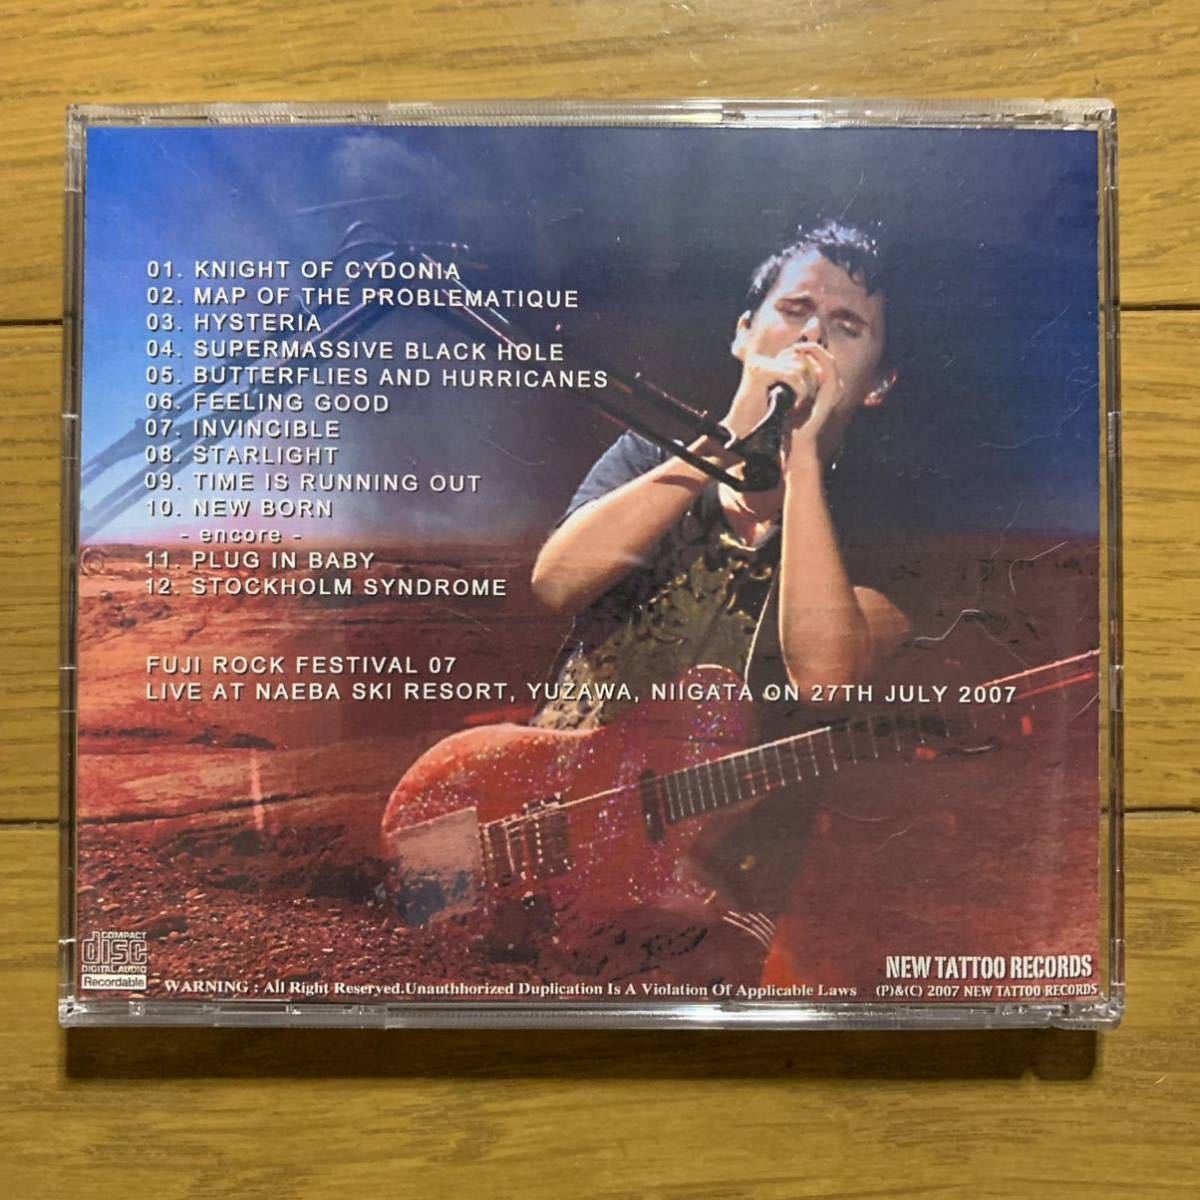 01. KNIGHT OF CYDONIA
02. MAP OF THE PROBLEMATIQUE
03. HYSTERIA
04. SUPERMASSIVE BLACK HOLE
05. BUTTERFLIES AND HURRICANES
06. FEELING GOOD
07. INVINCIBLE
08. STARLIGHT
09. TIME IS RUNNING OUT
10. NEW BORN
- encore -
11. PLUG IN BABY
12. STOCKHOLM SYNDROME
FUJI ROCK FESTIVAL 07
LIVE AT NAEBA SKI RESORT, YUZAWA, NIIGATA ON 27TH JULY 2007
COMPACT
disc
DIGITAL AUDIO
Recordable
WARNING : All Right Reserved.Unauthhorized Duplication Is A Violation Of Applicable Laws
NEW TATTOO RECORDS
(P)&(C) 2007 NEW TATTOO RECORDS